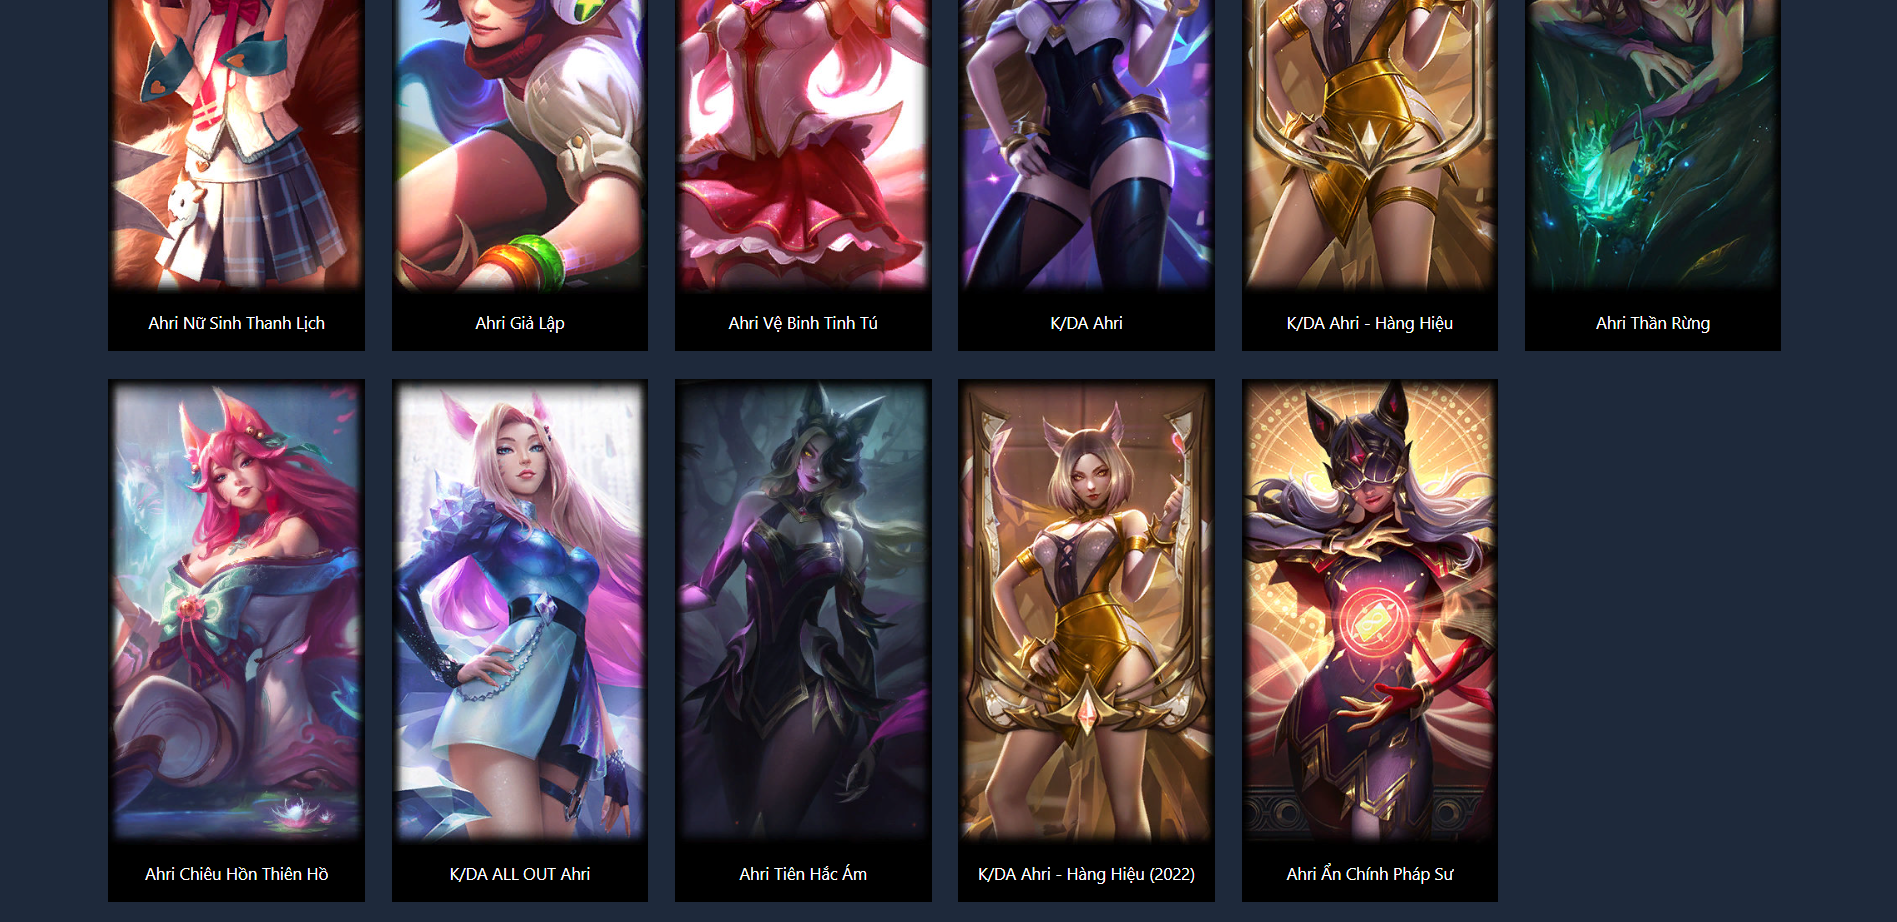 Ahri Nữ Sinh Thanh Lịch
Ahri Giả Lập
Ahri Vệ Binh Tinh Tú
K/DA Ahri
K/DA Ahri - Hàng Hiệu
Ahri Thần Rừng
Ahri Chiêu Hồn Thiên Hồ
K/DA ALL OUT Ahri
Ahri Tiên Hắc Ám
K/DA Ahri - Hàng Hiệu (2022)
Ahri Ẩn Chính Pháp Sư